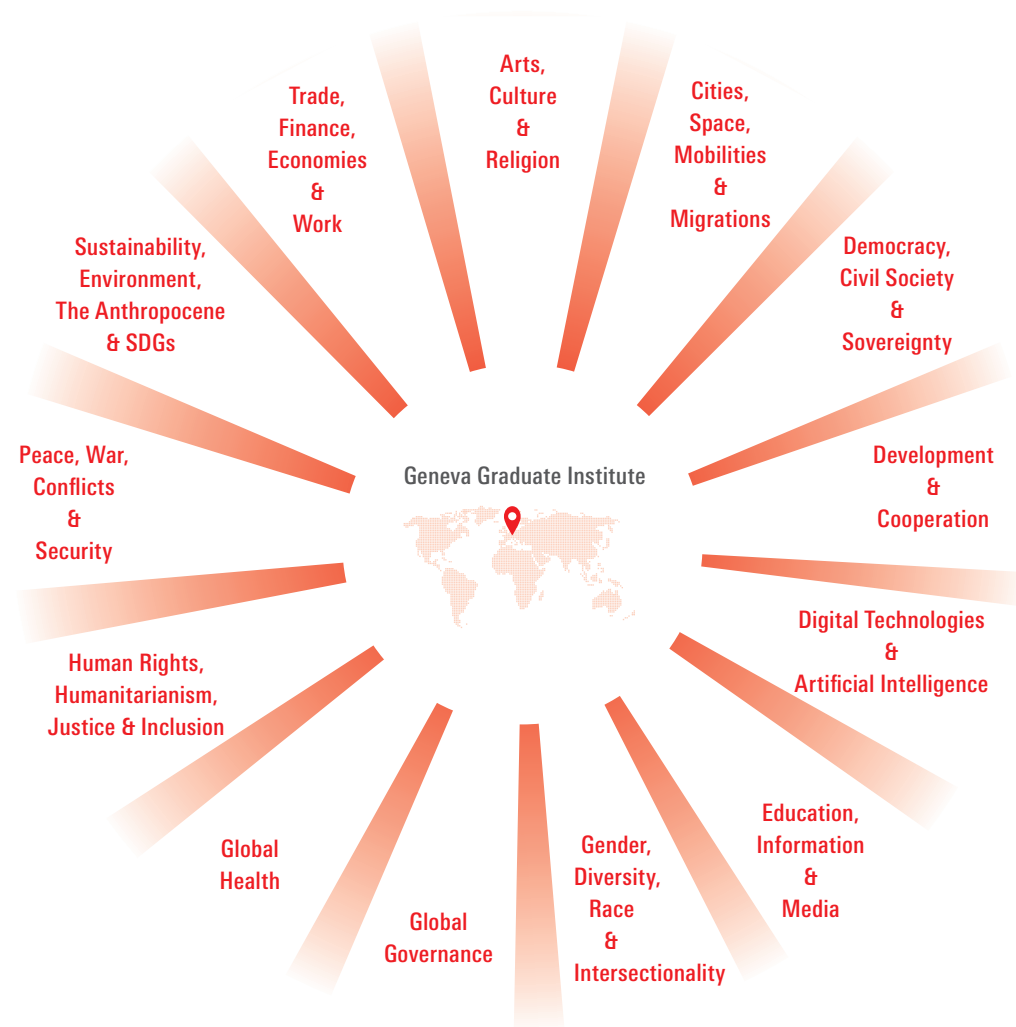 Arts,
Culture
&
Religion
Cities,
Space,
Mobilities
&
Migrations
Democracy,
Civil Society
&
Sovereignty
Development
&
Cooperation
Digital Technologies
&
Artificial Intelligence
Education,
Information
&
Media
Gender,
Diversity,
Race
&
Intersectionality
Global
Governance
Global
Health
Human Rights,
Humanitarianism,
Justice & Inclusion
Peace, War,
Conflicts
&
Security
Sustainability,
Environment,
The Anthropocene
& SDGs
Trade,
Finance,
Economies
&
Work
Geneva Graduate Institute